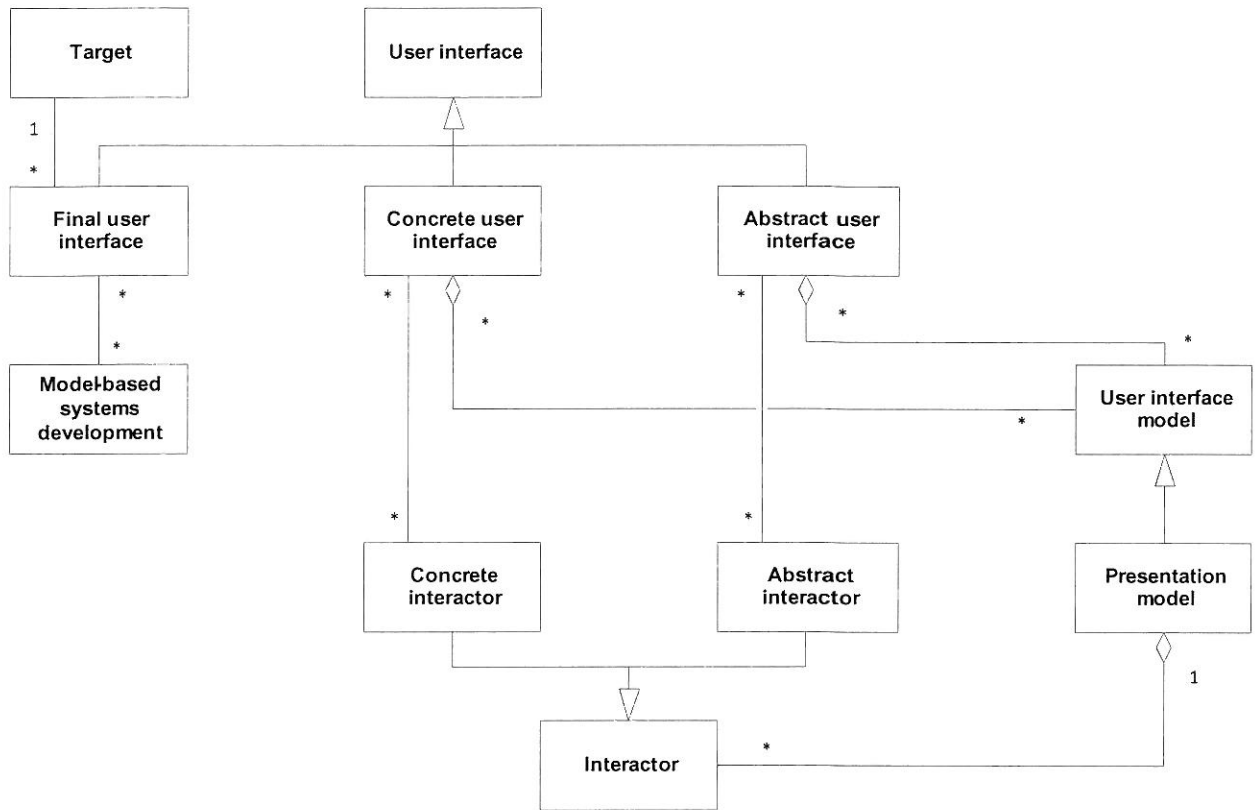 Target
User interface
1
*
Final user
interface
Concrete user
interface
Abstract user
interface
*
*
*
*
*
*
*
Model-based
systems
development
User interface
model
*
*
*
Concrete
interactor
Abstract
interactor
Presentation
model
1
*
Interactor